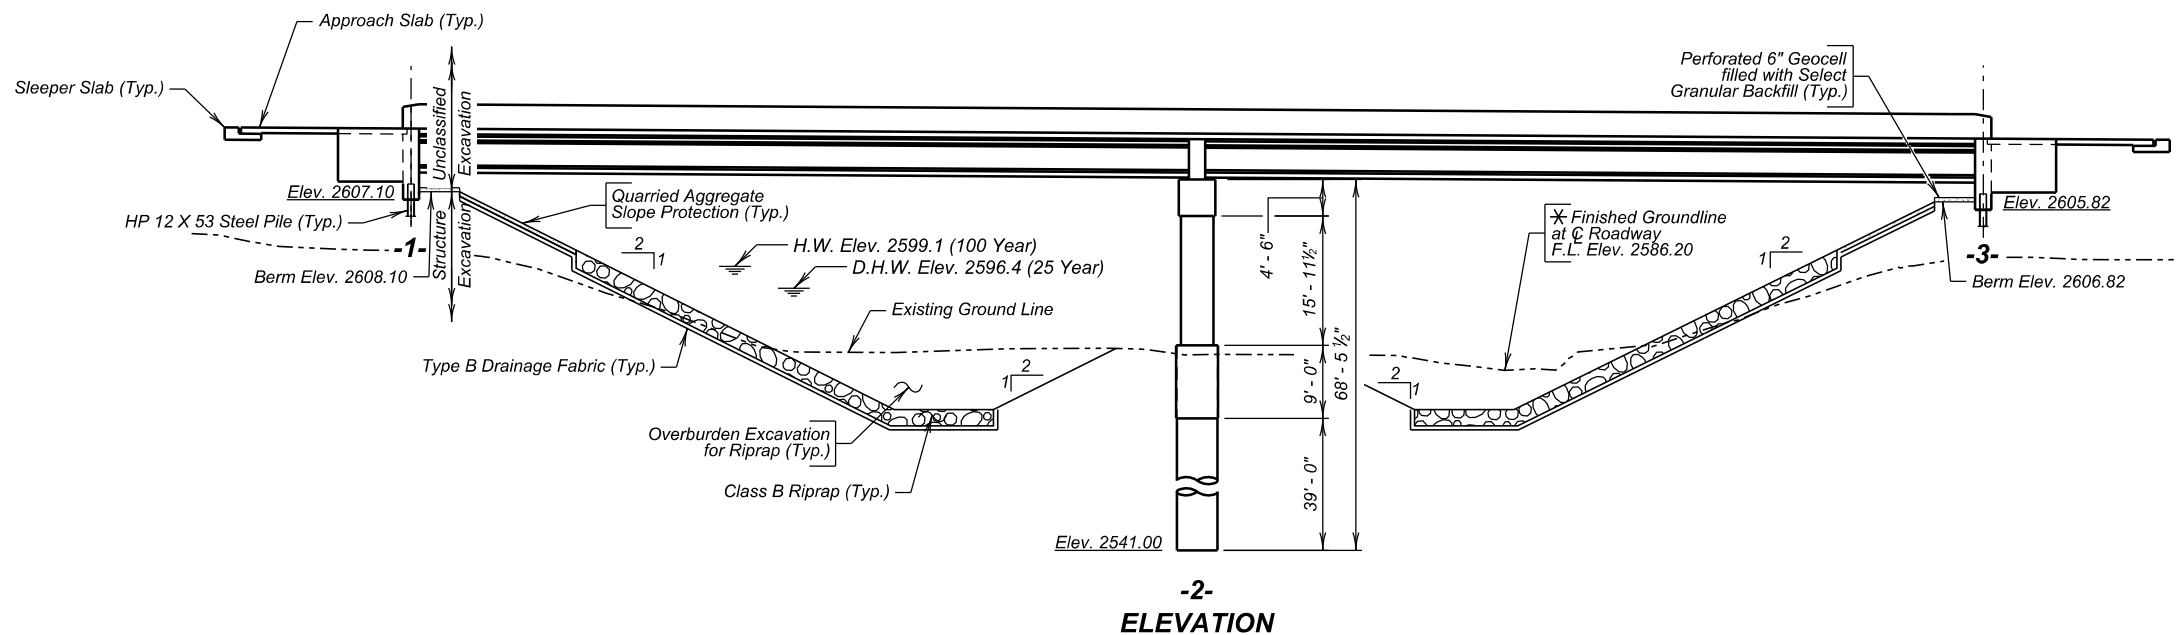 Approach Slab (Typ.)
Sleeper Slab (Typ.)
Unclassified
Excavation
Perforated 6" Geocell
filled with Select
Granular Backfill (Typ.)
Elev. 2607.10
HP 12 X 53 Steel Pile (Typ.)
-1-
Berm Elev. 2608.10
Structure
Excavation
Quarried Aggregate
Slope Protection (Typ.)
2
1
H.W. Elev. 2599.1 (100 Year)
D.H.W. Elev. 2596.4 (25 Year)
Existing Ground Line
Type B Drainage Fabric (Typ.)
2
1
Overburden Excavation
for Riprap (Typ.)
Class B Riprap (Typ.)
4' - 6"
15' - 11½"
9' - 0"
39' - 0"
68' - 5 ½"
Elev. 2541.00
2
1
Finished Groundline
at ℄ Roadway
F.L. Elev. 2586.20
2
1
Elev. 2605.82
-3-
Berm Elev. 2606.82
-2-
ELEVATION